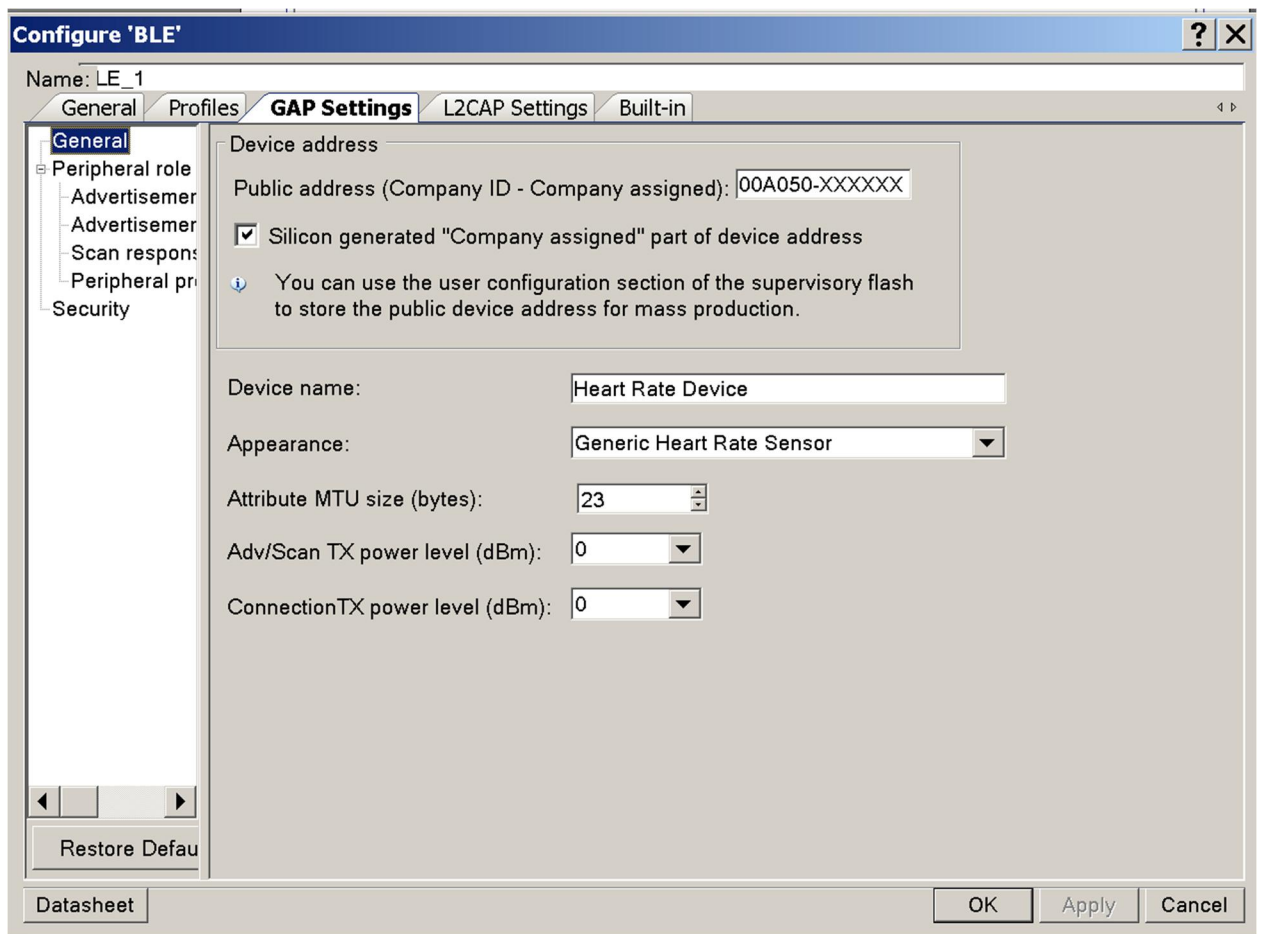 Configure 'BLE'
Name: LE_1
General Profiles GAP Settings L2CAP Settings Built-in
General
Peripheral role
Advertisemer
Advertisemer
Scan respons
Peripheral pr
Security
Device address
Public address (Company ID - Company assigned): 00A050-XXXXXX
Silicon generated "Company assigned" part of device address
You can use the user configuration section of the supervisory flash
to store the public device address for mass production.
Device name: Heart Rate Device
Appearance: Generic Heart Rate Sensor
Attribute MTU size (bytes): 23
Adv/Scan TX power level (dBm): 0
ConnectionTX power level (dBm): 0
Restore Defau
Datasheet OK Apply Cancel